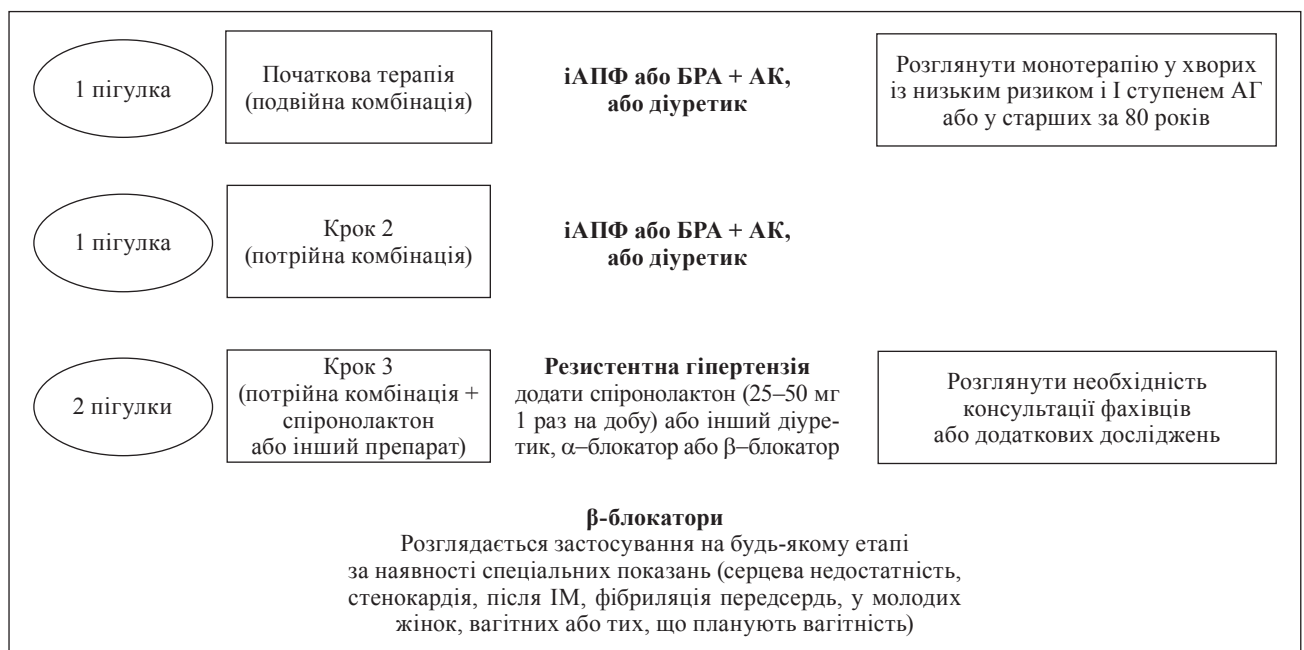 1 пігулка
Початкова терапія
(подвійна комбінація)
іАПФ або БРА + АК,
або діуретик
Розглянути монотерапію у хворих
із низьким ризиком і І ступенем АГ
або у старших за 80 років
1 пігулка
Крок 2
(потрійна комбінація)
іАПФ або БРА + АК,
або діуретик
2 пігулки
Крок 3
(потрійна комбінація +
спіронолактон
або інший препарат)
Резистентна гіпертензія
додати спіронолактон (25–50 мг
1 раз на добу) або інший діуре-
тик, α–блокатор або β–блокатор
Розглянути необхідність
консультації фахівців
або додаткових досліджень
β-блокатори
Розглядається застосування на будь-якому етапі
за наявності спеціальних показань (серцева недостатність,
стенокардія, після ІМ, фібриляція передсердь, у молодих
жінок, вагітних або тих, що планують вагітність)